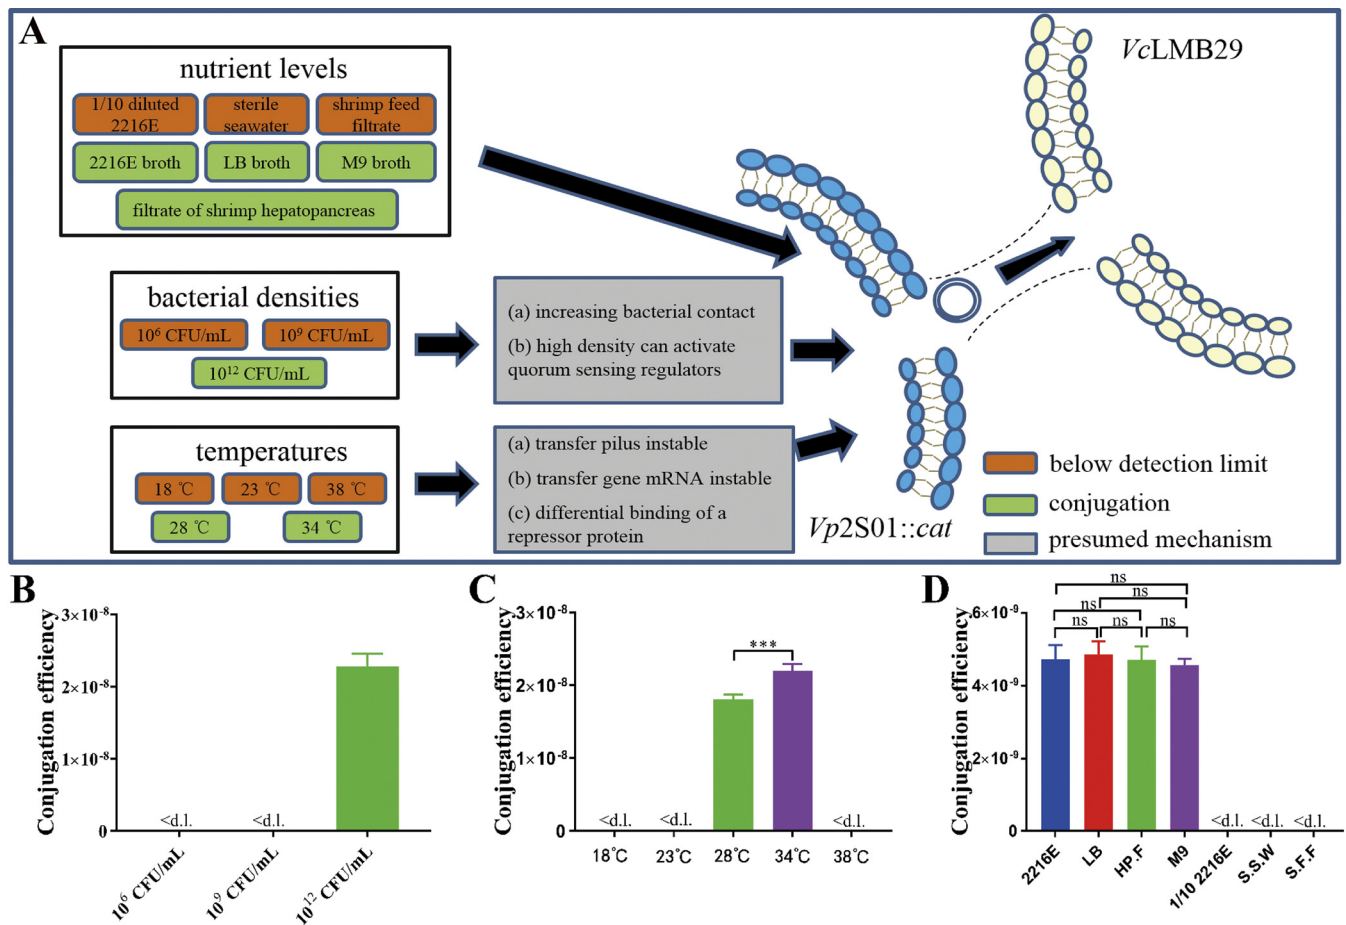 A
nutrient levels
1/10 diluted
2216E
sterile
seawater
shrimp feed
filtrate
2216E broth
LB broth
M9 broth
filtrate of shrimp hepatopancreas
bacterial densities
10⁶ CFU/mL
10⁹ CFU/mL
10¹² CFU/mL
(a) increasing bacterial contact
(b) high density can activate
quorum sensing regulators
temperatures
18 ℃
23 ℃
38 ℃
28 ℃
34 ℃
(a) transfer pilus instable
(b) transfer gene mRNA instable
(c) differential binding of a
repressor protein
VcLMB29
Vp2S01::cat
below detection limit
conjugation
presumed mechanism
B
Conjugation efficiency
3×10⁻⁸
2×10⁻⁸
1×10⁻⁸
0
<d.l.
<d.l.
10⁶ CFU/mL
10⁹ CFU/mL
10¹² CFU/mL
C
Conjugation efficiency
3×10⁻⁸
2×10⁻⁸
1×10⁻⁸
0
***
<d.l.
<d.l.
<d.l.
18℃
23℃
28℃
34℃
38℃
D
Conjugation efficiency
6×10⁻⁹
4×10⁻⁹
2×10⁻⁹
0
ns
ns
ns
ns
ns
ns
<d.l.
<d.l.
<d.l.
2216E
LB
HP.F
M9
1/10 2216E
S.S.W
S.F.F